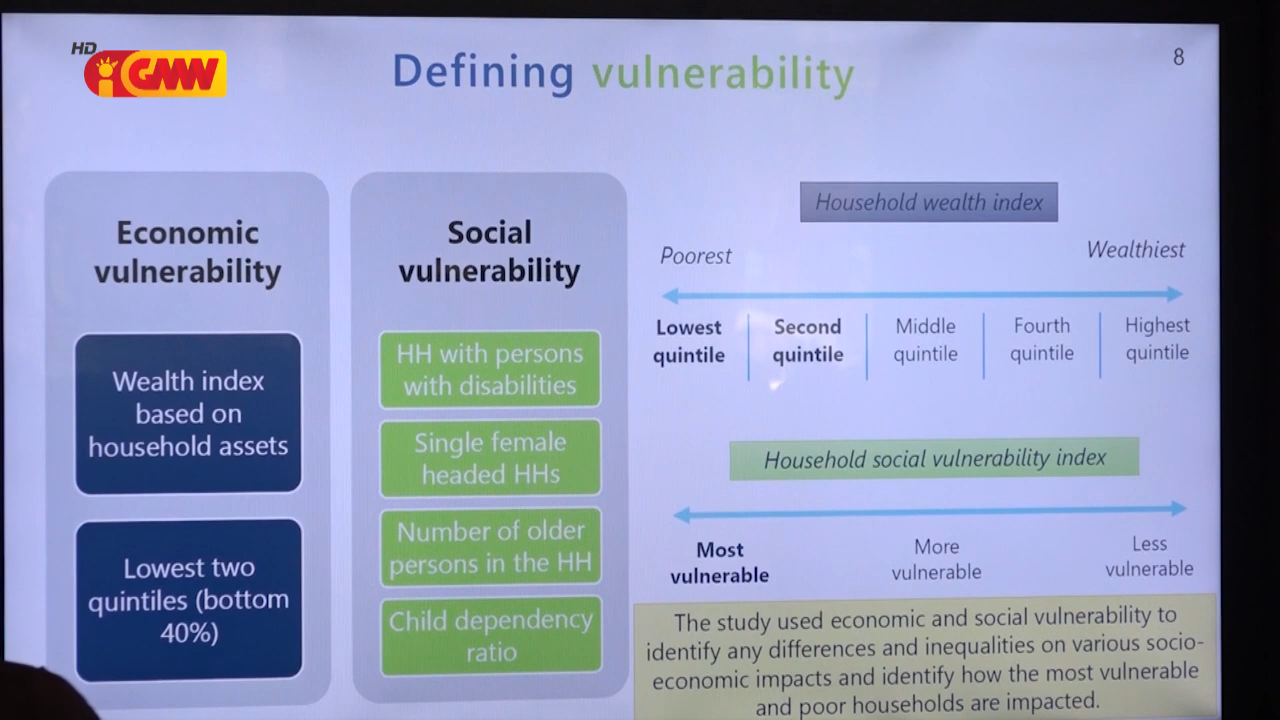 HD
iGMW
Defining vulnerability
8
Economic
vulnerability
Wealth index
based on
household assets
Lowest two
quintiles (bottom
40%)
Social
vulnerability
HH with persons
with disabilities
Single female
headed HHs
Number of older
persons in the HH
Child dependency
ratio
Household wealth index
Poorest
Wealthiest
Lowest
quintile
Second
quintile
Middle
quintile
Fourth
quintile
Highest
quintile
Household social vulnerability index
Most
vulnerable
More
vulnerable
Less
vulnerable
The study used economic and social vulnerability to
identify any differences and inequalities on various socio-
economic impacts and identify how the most vulnerable
and poor households are impacted.